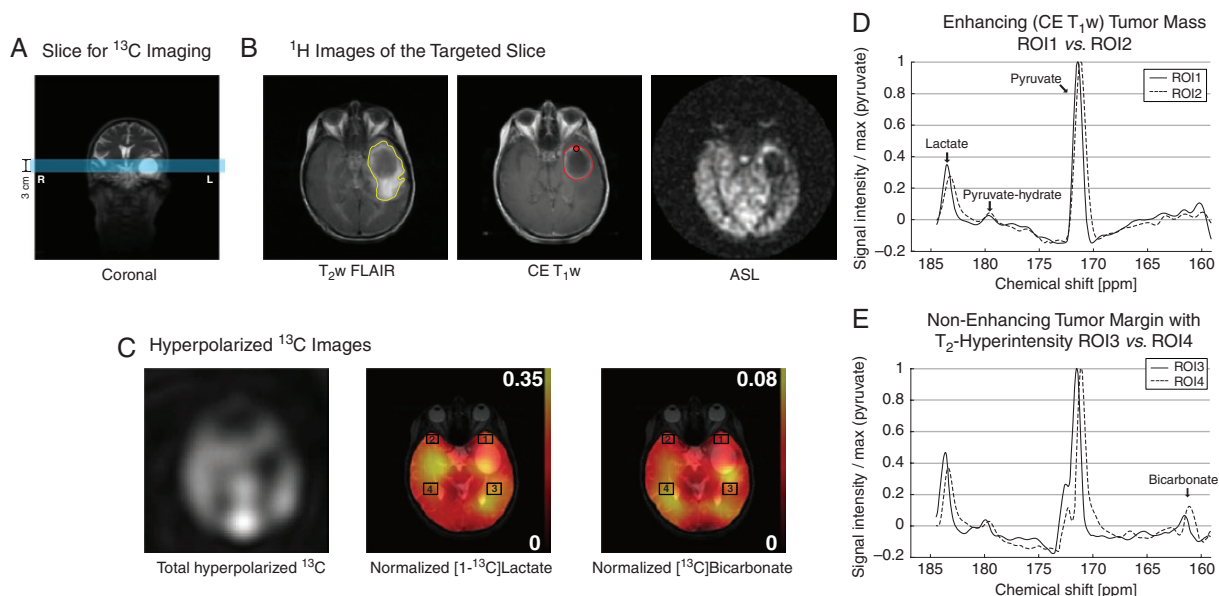 A Slice for ¹³C Imaging
3 cm
R
L
Coronal
B ¹H Images of the Targeted Slice
T₂w FLAIR
CE T₁w
ASL
C Hyperpolarized ¹³C Images
Total hyperpolarized ¹³C
0.35
2
1
4
3
0
Normalized [1-¹³C]Lactate
0.08
2
1
4
3
0
Normalized [¹³C]Bicarbonate
D Enhancing (CE T₁w) Tumor Mass
ROI1 vs. ROI2
Signal intensity / max (pyruvate)
1
0.8
0.6
0.4
0.2
0
−0.2
Pyruvate
Lactate
Pyruvate-hydrate
ROI1
ROI2
185 180 175 170 165 160
Chemical shift [ppm]
E Non-Enhancing Tumor Margin with
T₂-Hyperintensity ROI3 vs. ROI4
Signal intensity / max (pyruvate)
1
0.8
0.6
0.4
0.2
0
−0.2
ROI3
ROI4
Bicarbonate
185 180 175 170 165 160
Chemical shift [ppm]